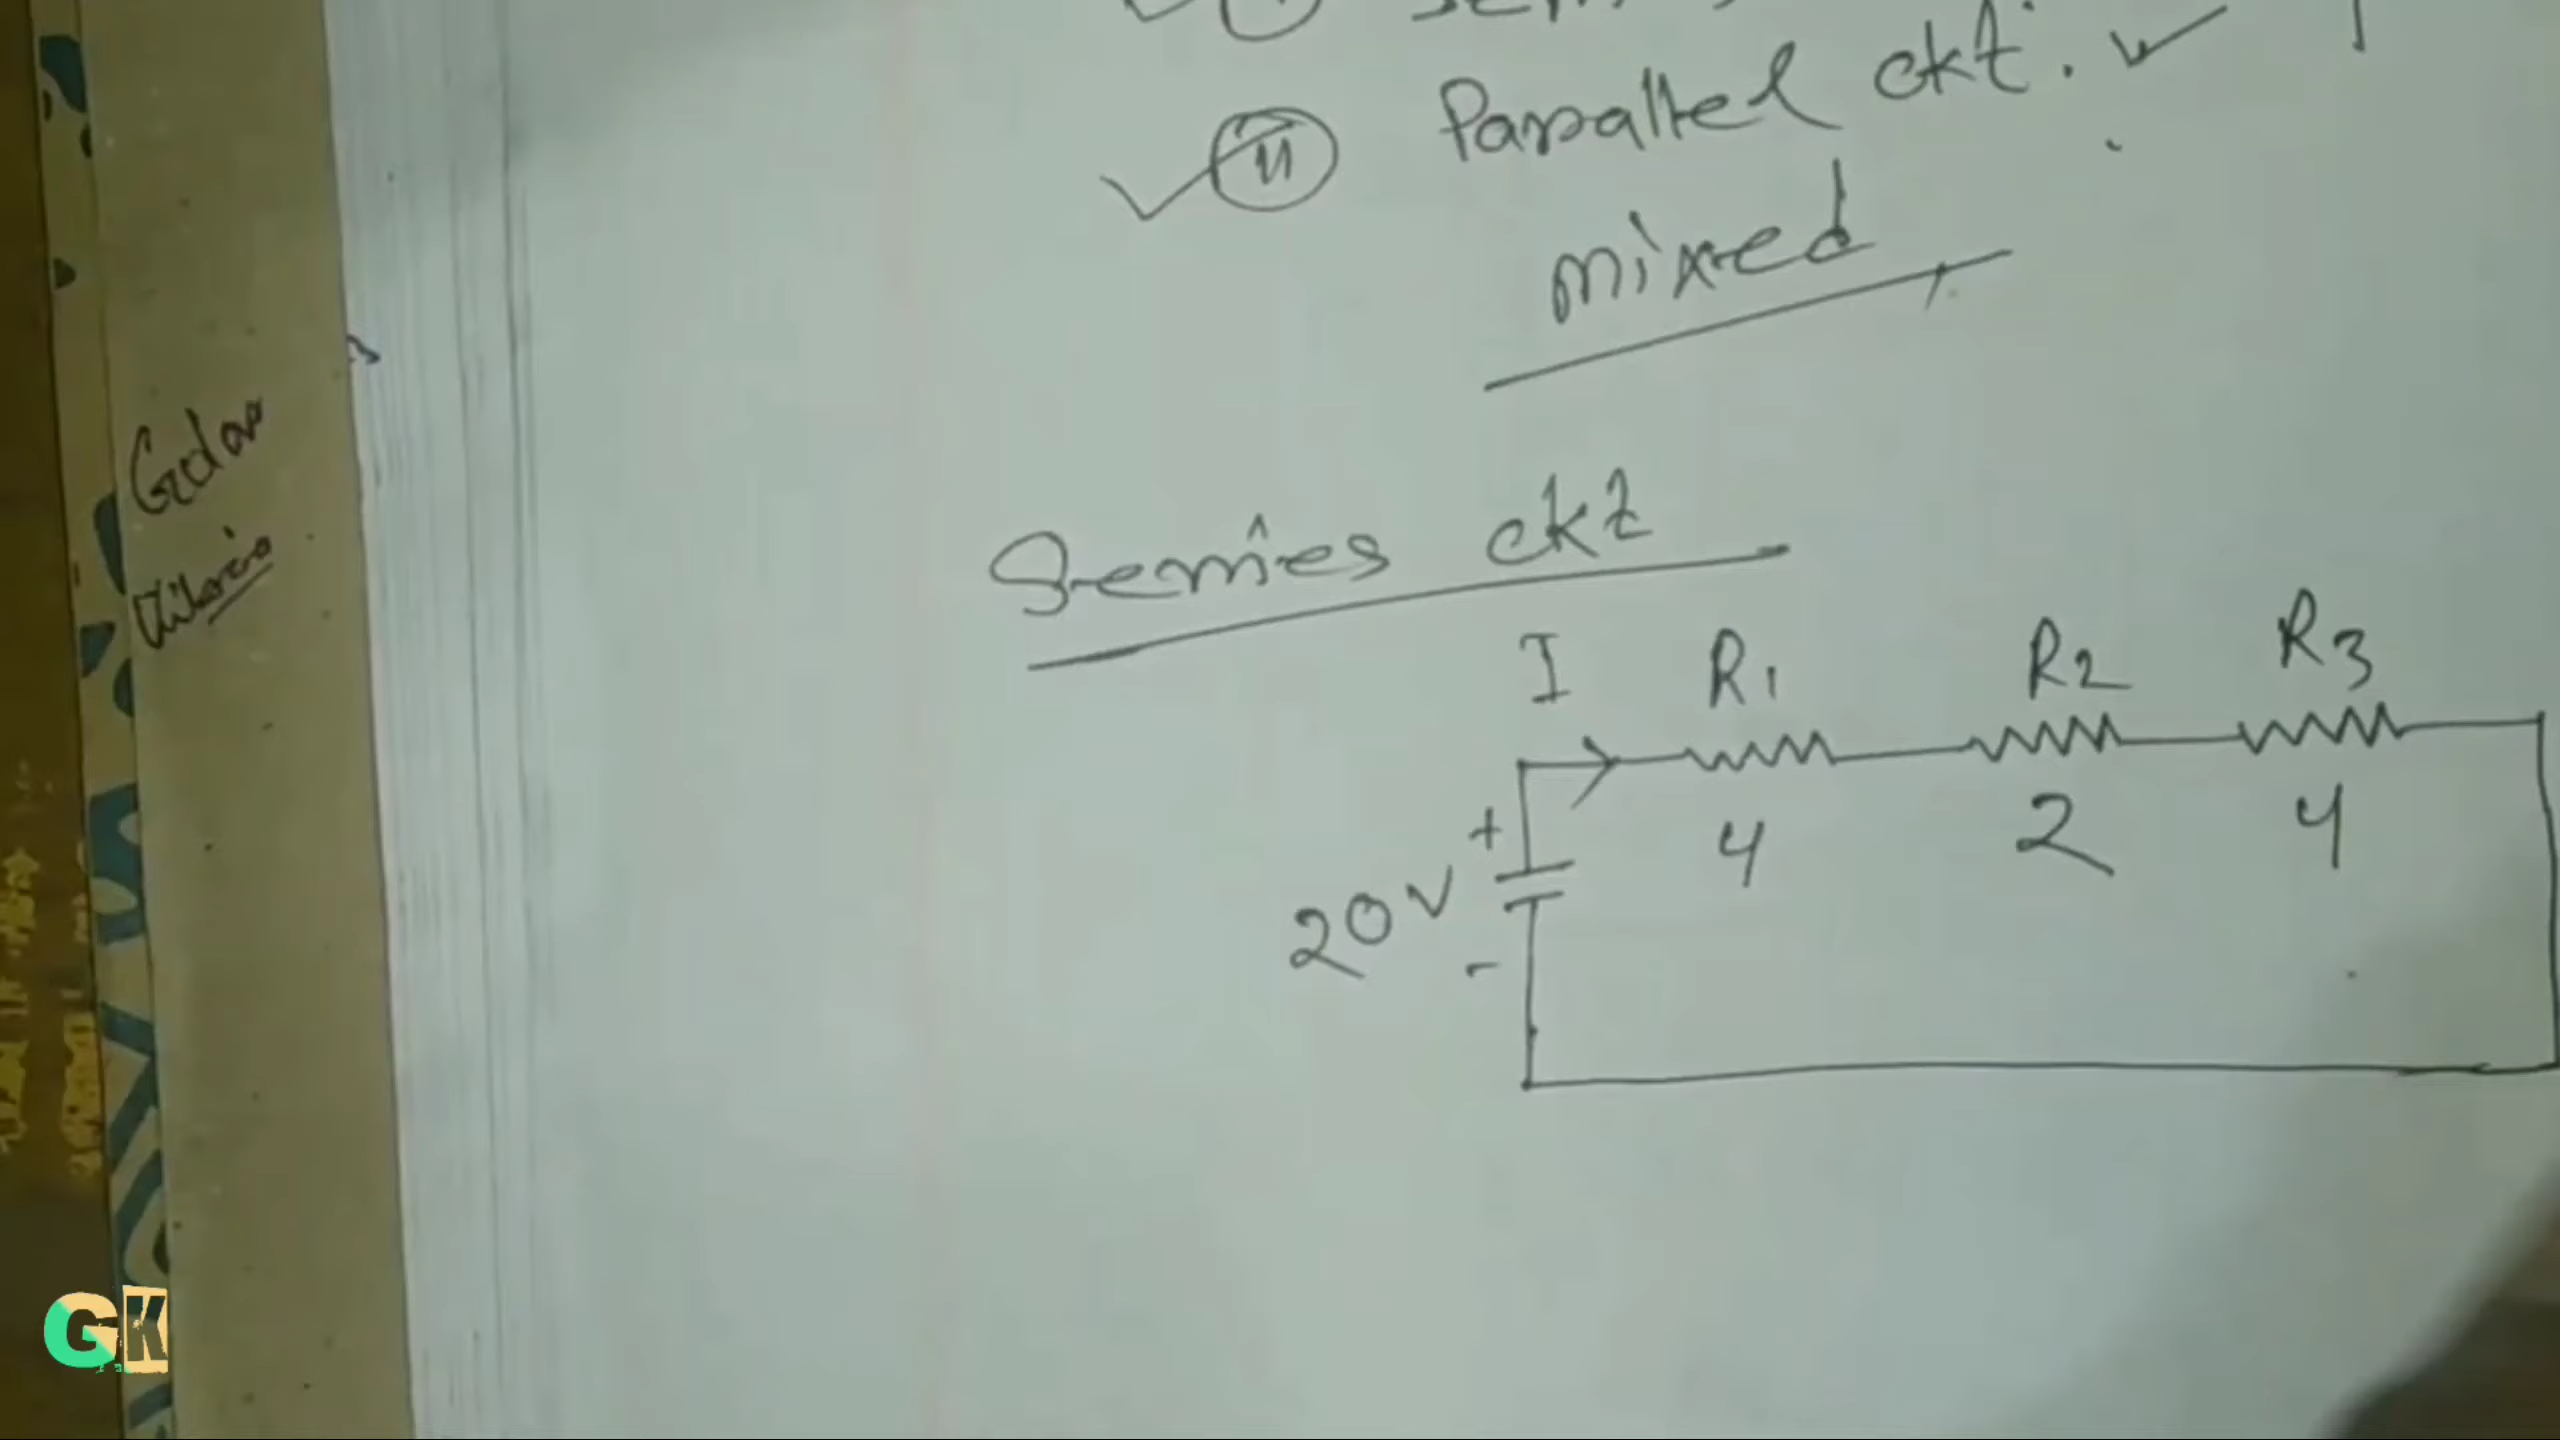 Parallel ckt.
II
mixed
Series ckt
I R1 R2 R3
+
4 2 4
20V
-
GK